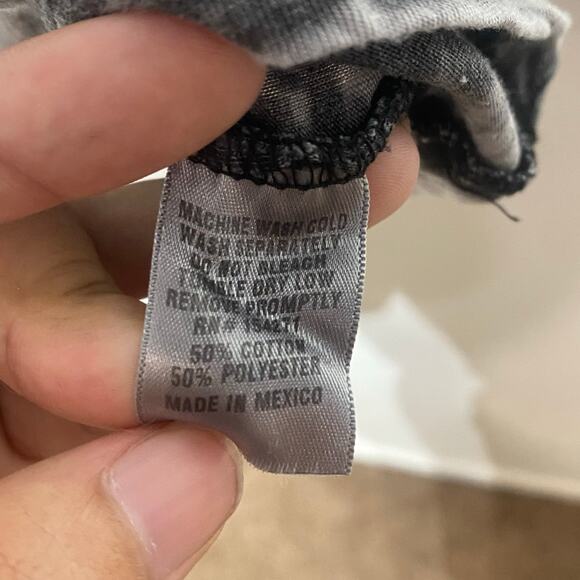 MACHINE WASH COLD
WASH SEPARATELY
DO NOT BLEACH
TUMBLE DRY LOW
REMOVE PROMPTLY
RN#
50% COTTON
50% POLYESTER
MADE IN MEXICO